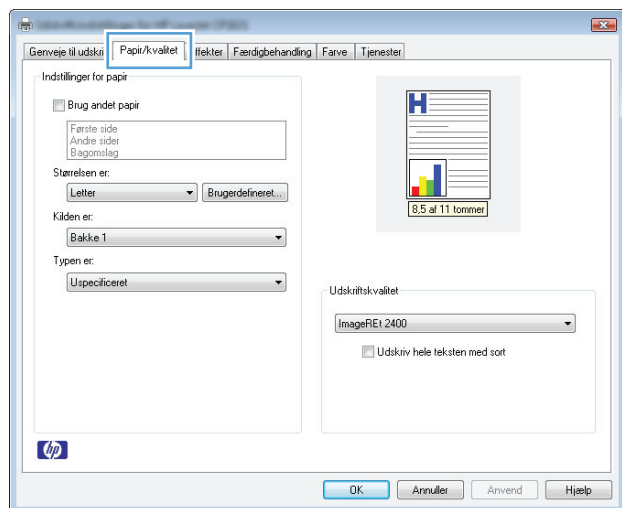 Genveje til udskri
Papir/kvalitet
ffekter
Færdigbehandling
Farve
Tjenester
Indstillinger for papir
Brug andet papir
Første side
Andre sider
Bagomslag
Størrelsen er:
Letter
Brugerdefineret...
Kilden er:
Bakke 1
Typen er:
Uspecificeret
H
8,5 af 11 tommer
Udskriftskvalitet
ImageREt 2400
Udskriv hele teksten med sort
hp
OK
Annuller
Anvend
Hjælp